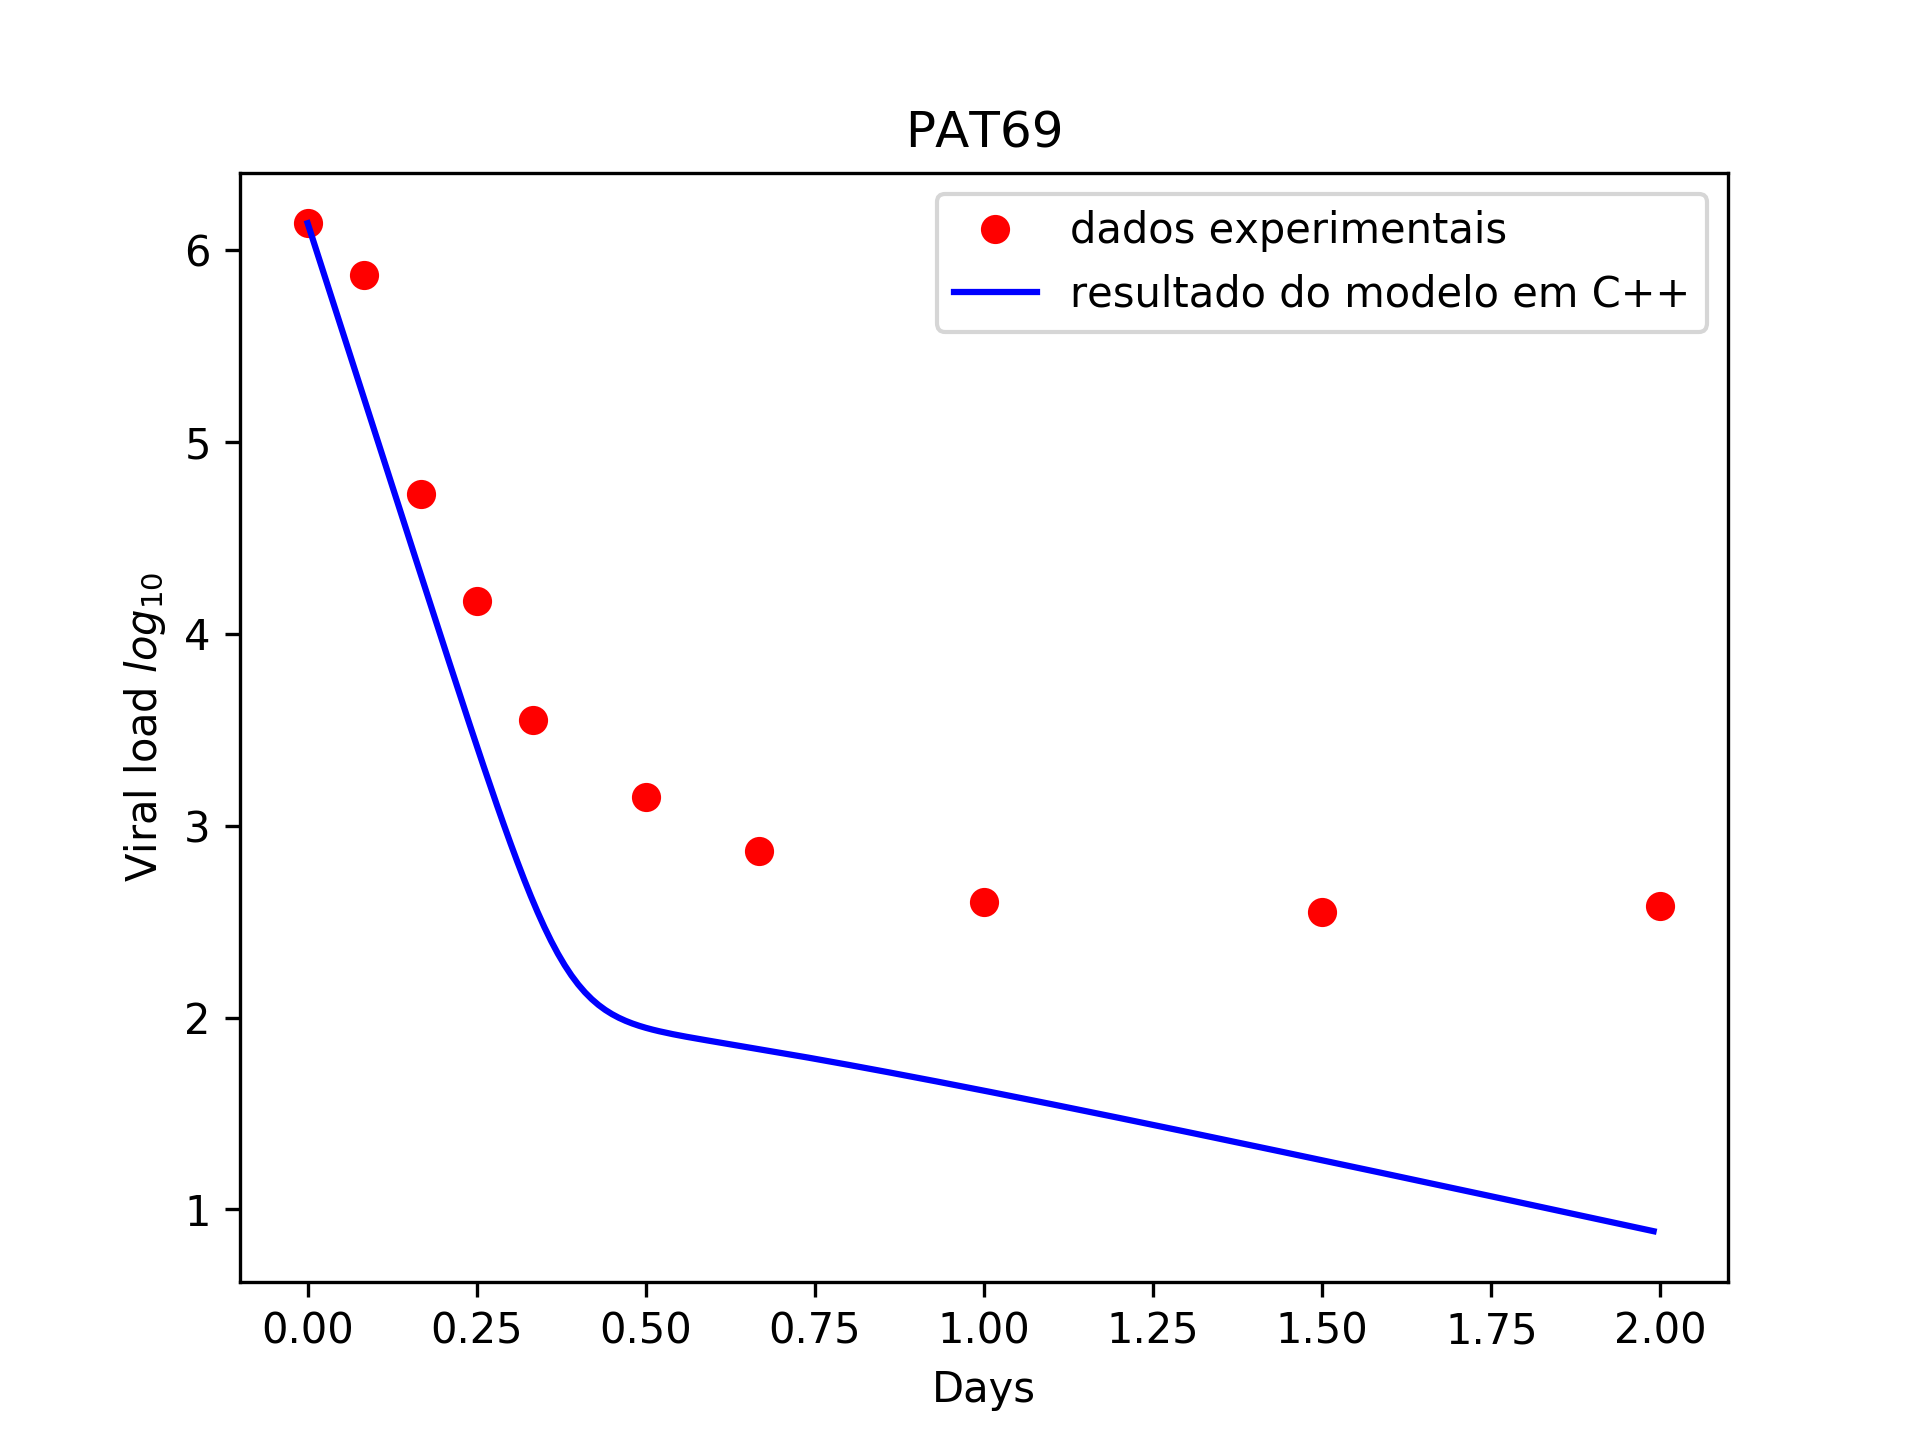 PAT69
dados experimentais
resultado do modelo em C++
Viral load log₁₀
6
5
4
3
2
1
0.00 0.25 0.50 0.75 1.00 1.25 1.50 1.75 2.00
Days